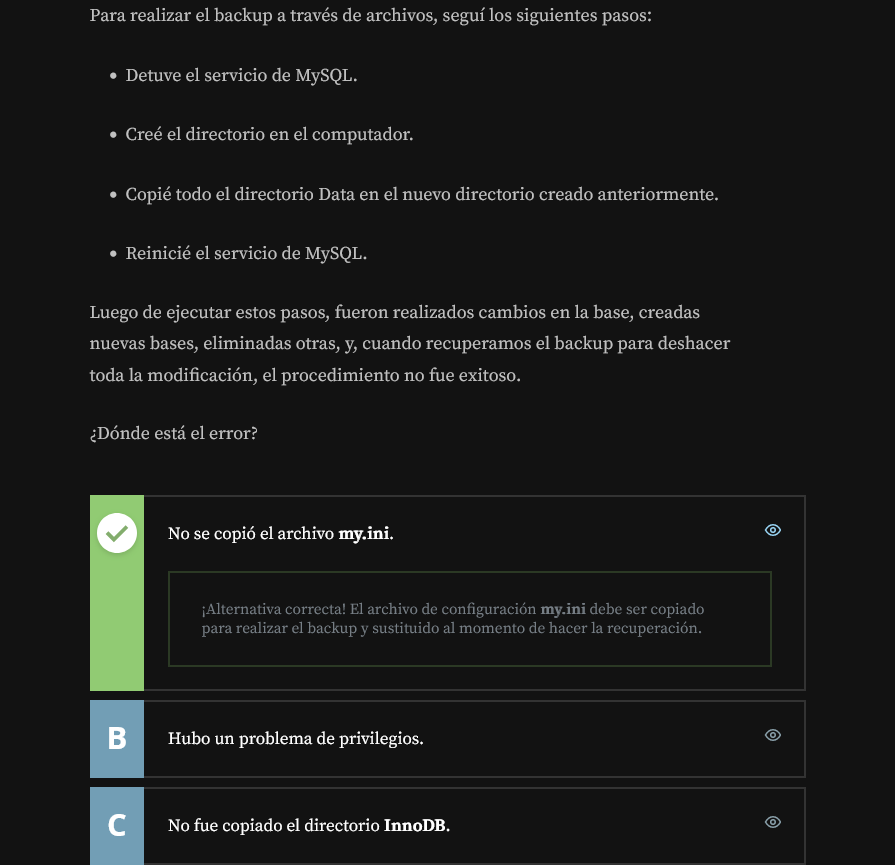 Para realizar el backup a través de archivos, seguí los siguientes pasos:
• Detuve el servicio de MySQL.
• Creé el directorio en el computador.
• Copié todo el directorio Data en el nuevo directorio creado anteriormente.
• Reinicié el servicio de MySQL.
Luego de ejecutar estos pasos, fueron realizados cambios en la base, creadas
nuevas bases, eliminadas otras, y, cuando recuperamos el backup para deshacer
toda la modificación, el procedimiento no fue exitoso.
¿Dónde está el error?
No se copió el archivo my.ini.
¡Alternativa correcta! El archivo de configuración my.ini debe ser copiado
para realizar el backup y sustituido al momento de hacer la recuperación.
B
Hubo un problema de privilegios.
C
No fue copiado el directorio InnoDB.